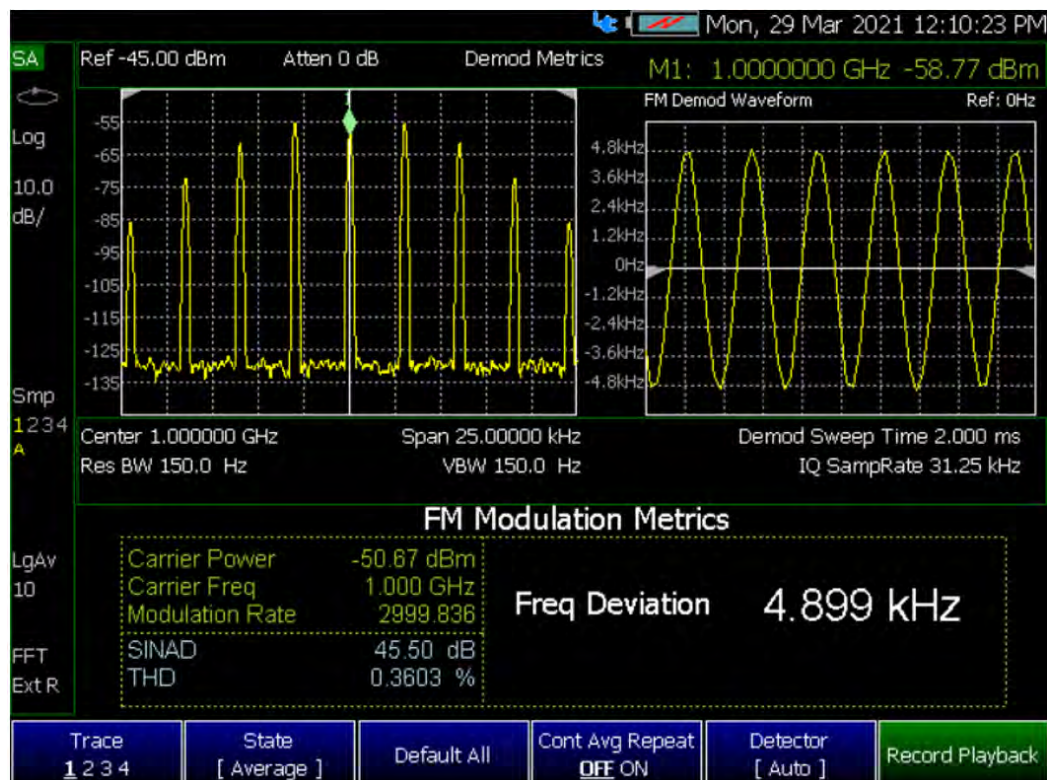 Mon, 29 Mar 2021 12:10:23 PM
SA
Ref -45.00 dBm Atten 0 dB Demod Metrics
M1: 1.0000000 GHz -58.77 dBm
FM Demod Waveform Ref: 0Hz
1
Log
10.0
dB/
-55
-65
-75
-85
-95
-105
-115
-125
-135
4.8kHz
3.6kHz
2.4kHz
1.2kHz
0Hz
-1.2kHz
-2.4kHz
-3.6kHz
-4.8kHz
Smp
1234
A
Center 1.000000 GHz Span 25.00000 kHz Demod Sweep Time 2.000 ms
Res BW 150.0 Hz VBW 150.0 Hz IQ SampRate 31.25 kHz
FM Modulation Metrics
LgAv
10
FFT
Ext R
Carrier Power -50.67 dBm
Carrier Freq 1.000 GHz
Modulation Rate 2999.836
SINAD 45.50 dB
THD 0.3603 %
Freq Deviation 4.899 kHz
Trace
1 2 3 4
State
[ Average ]
Default All
Cont Avg Repeat
OFF ON
Detector
[ Auto ]
Record Playback